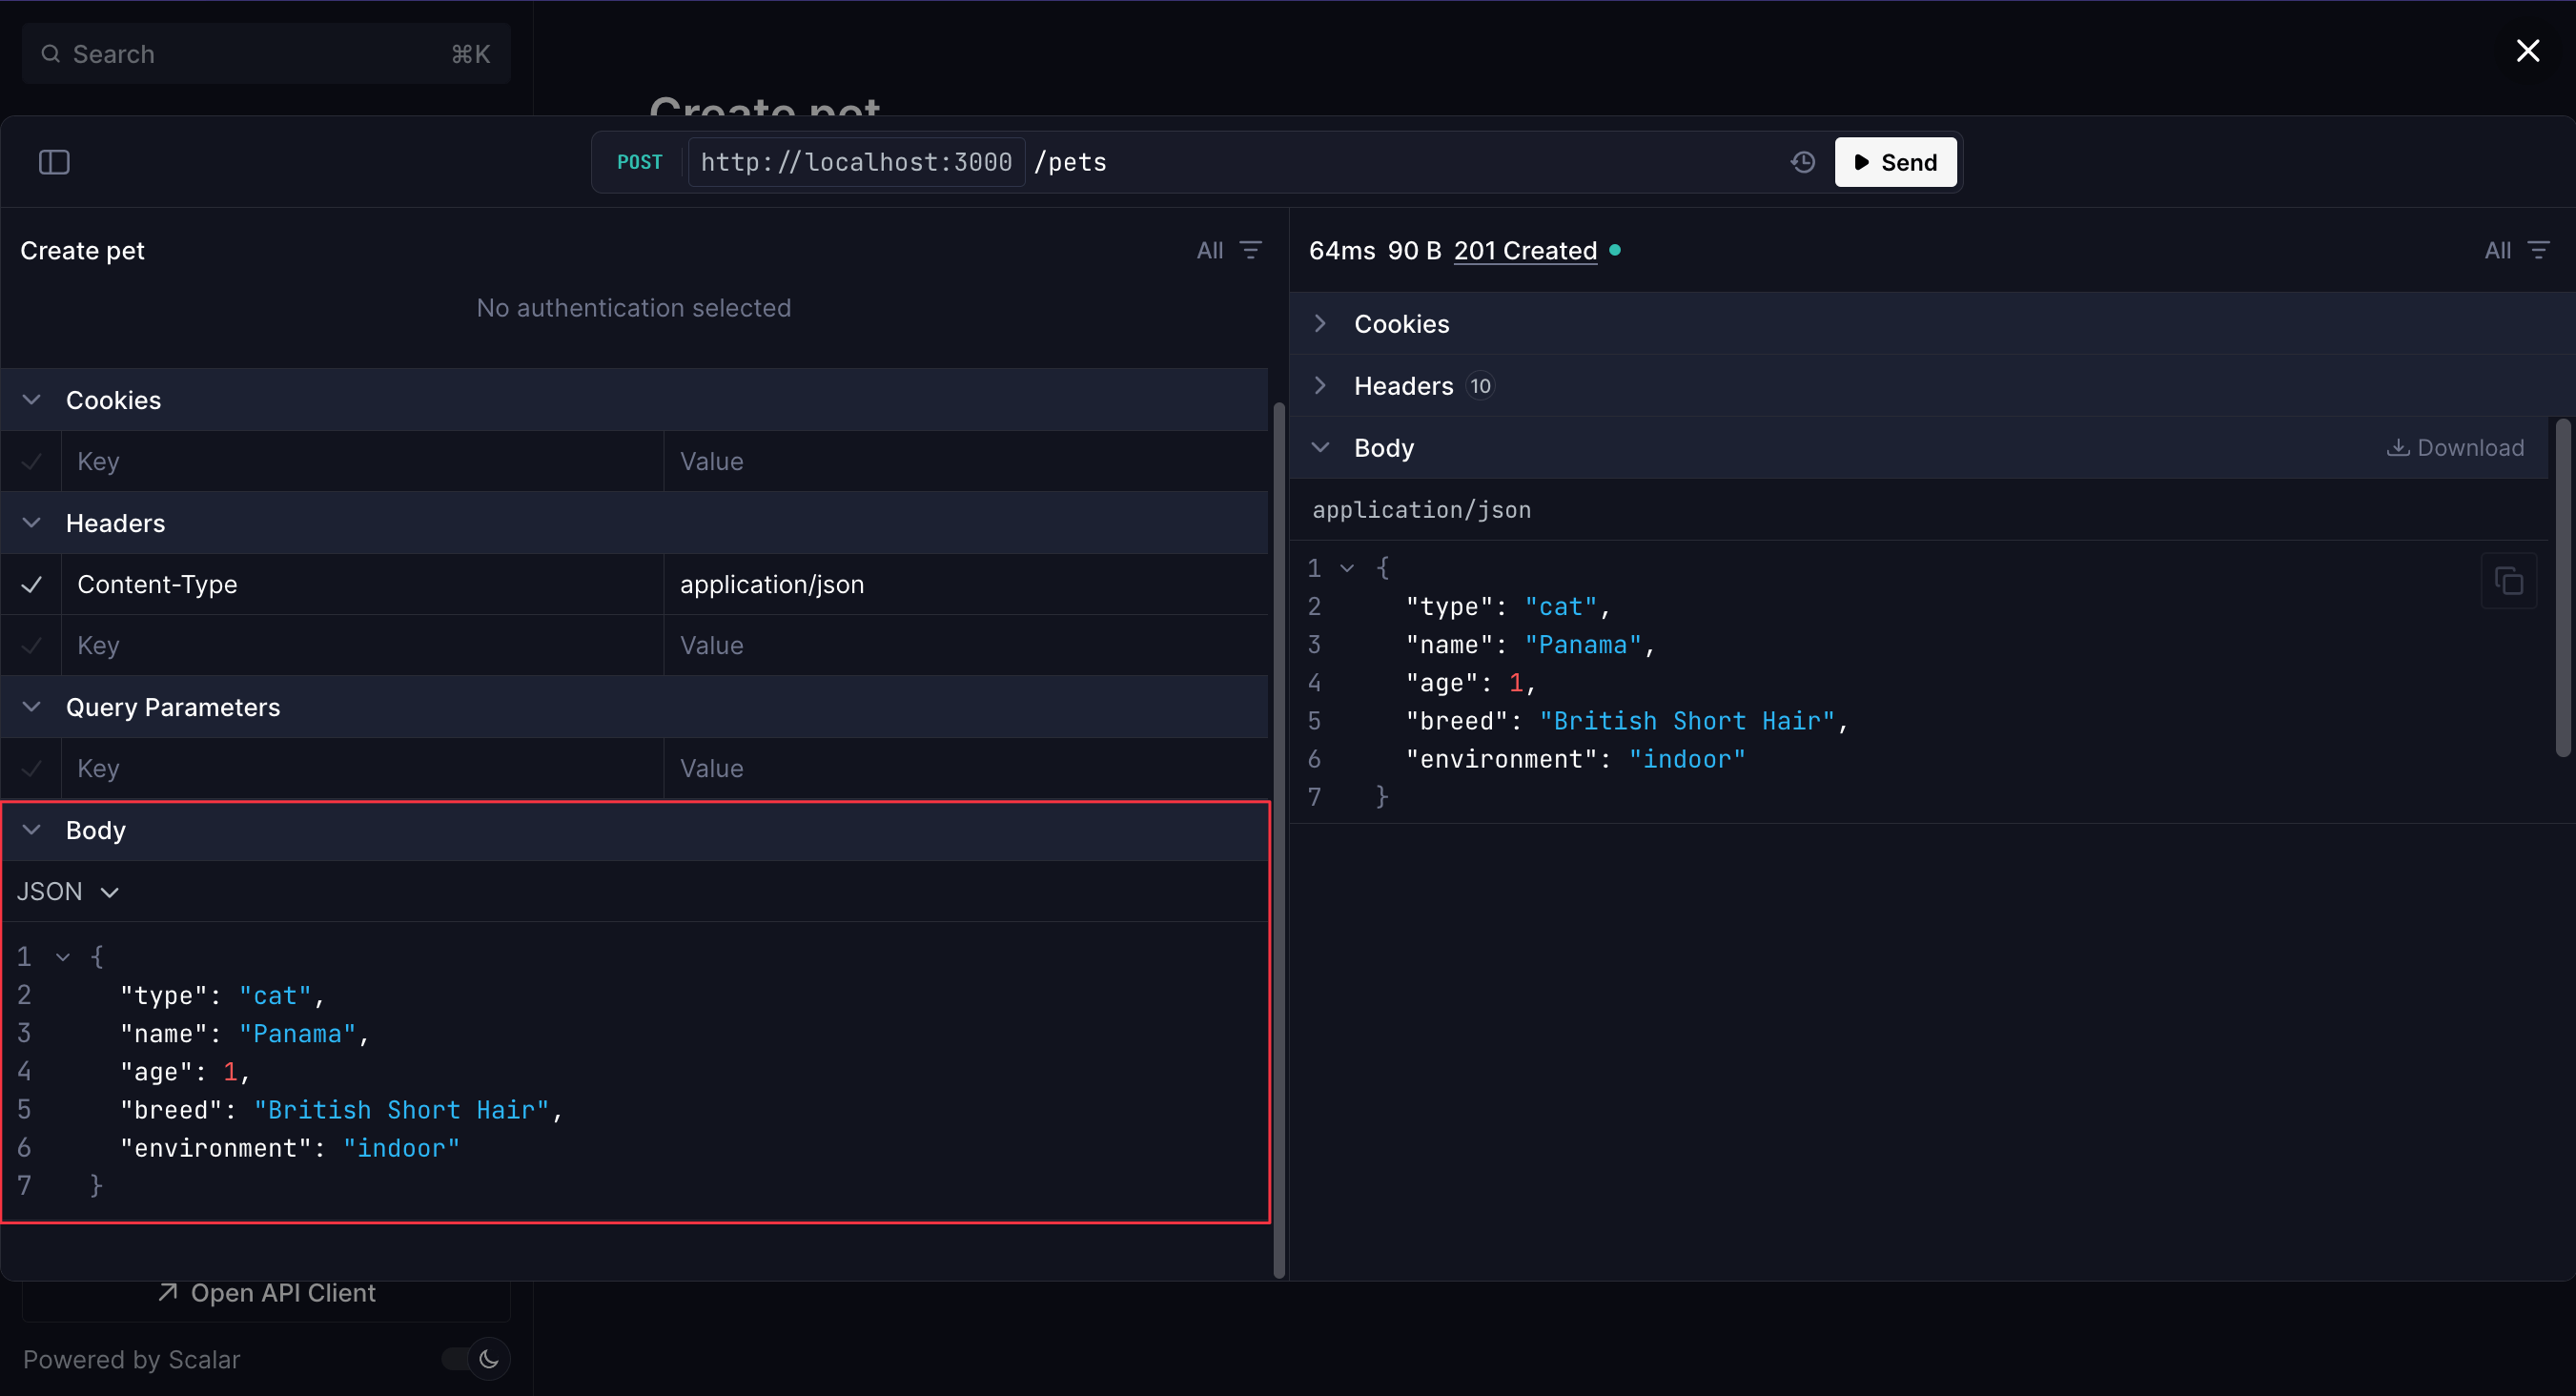 Search ⌘K
Create pet
POST http://localhost:3000 /pets Send
Create pet All
No authentication selected
Cookies
Key Value
Headers
Content-Type application/json
Key Value
Query Parameters
Key Value
Body
JSON
1 {
2 "type": "cat",
3 "name": "Panama",
4 "age": 1,
5 "breed": "British Short Hair",
6 "environment": "indoor"
7 }
64ms 90 B 201 Created All
Cookies
Headers 10
Body Download
application/json
1 {
2 "type": "cat",
3 "name": "Panama",
4 "age": 1,
5 "breed": "British Short Hair",
6 "environment": "indoor"
7 }
Open API Client
Powered by Scalar